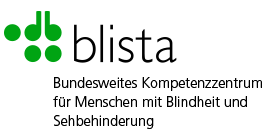 blista
Bundesweites Kompetenzzentrum
für Menschen mit Blindheit und
Sehbehinderung